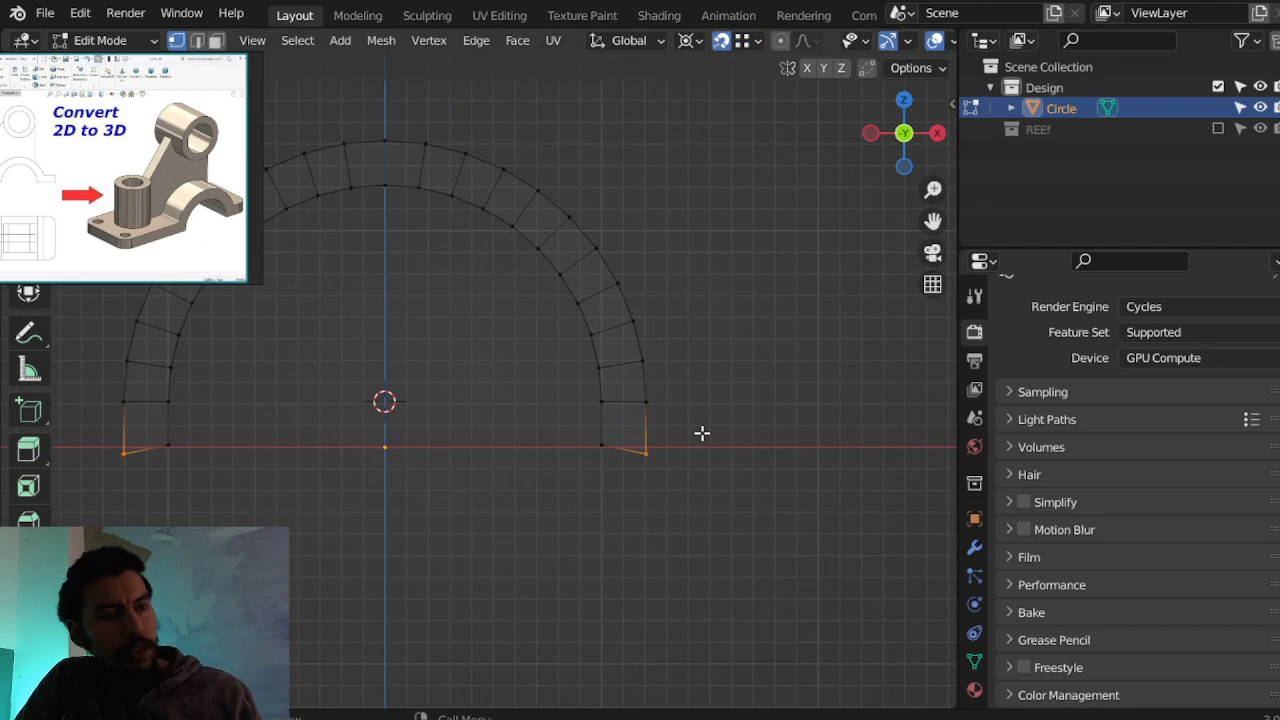 File Edit Render Window Help Layout Modeling Sculpting UV Editing Texture Paint Shading Animation Rendering Com Scene ViewLayer
Edit Mode View Select Add Mesh Vertex Edge Face UV Global
Y Z Options
Scene Collection
Design
Circle
REEf
Convert
2D to 3D
Z
-Y
X
Render Engine Cycles
Feature Set Supported
Device GPU Compute
Sampling
Light Paths
Volumes
Hair
Simplify
Motion Blur
Film
Performance
Bake
Grease Pencil
Freestyle
Color Management
Call Menu